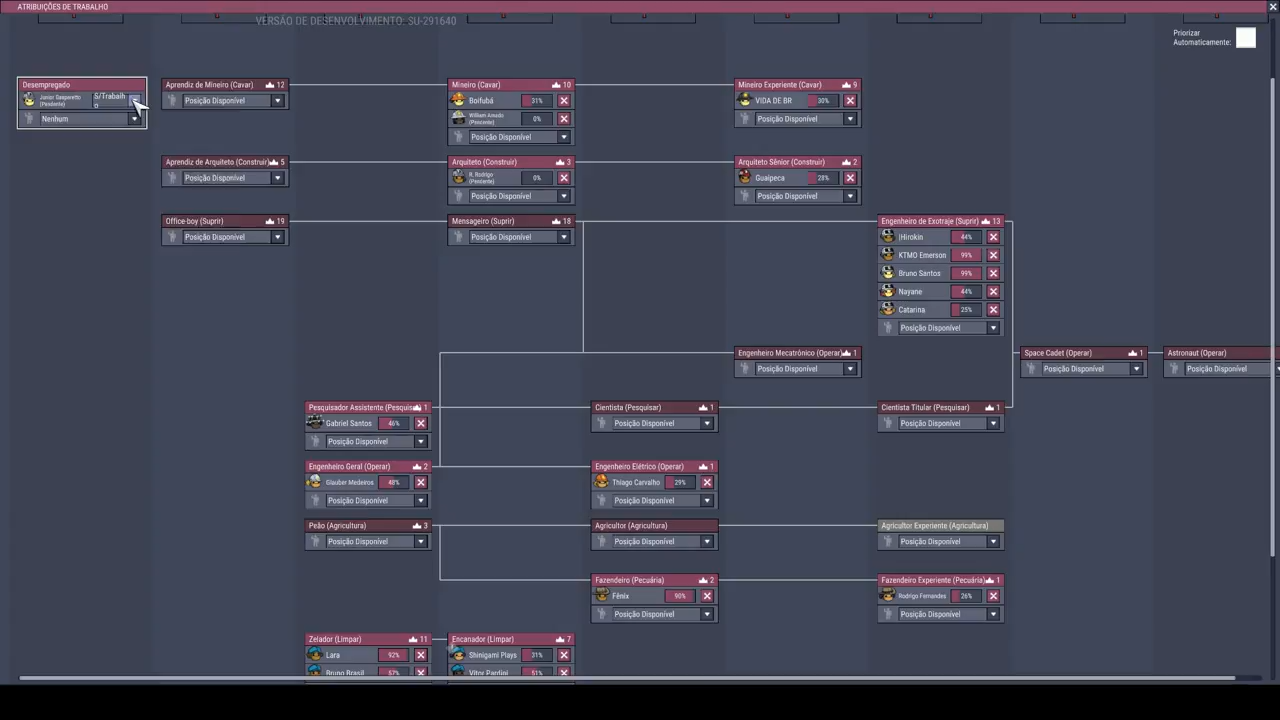 ATRIBUIÇÕES DE TRABALHO
VERSÃO DE DESENVOLVIMENTO: SU-291640
Priorizar
Automaticamente:
Desempregado
Junior Gasparetto
(Pendente)
S/Trabalh
o
Nenhum
Aprendiz de Mineiro (Cavar) 12
Posição Disponível
Mineiro (Cavar) 10
Boifubá 31%
William Amado
(Pendente) 0%
Posição Disponível
Mineiro Experiente (Cavar) 9
VIDA DE BR 30%
Posição Disponível
Aprendiz de Arquiteto (Construir) 5
Posição Disponível
Arquiteto (Construir) 3
R. Rodrigo
(Pendente) 0%
Posição Disponível
Arquiteto Sênior (Construir) 2
Guaipeca 28%
Posição Disponível
Office-boy (Suprir) 19
Posição Disponível
Mensageiro (Suprir) 18
Posição Disponível
Engenheiro de Exotraje (Suprir) 13
|Hirokin 44%
KTMO Emerson 99%
Bruno Santos 99%
Nayane 44%
Catarina 25%
Posição Disponível
Engenheiro Mecatrônico (Operar) 1
Posição Disponível
Space Cadet (Operar) 1
Posição Disponível
Astronaut (Operar)
Posição Disponível
Pesquisador Assistente (Pesquisar) 1
Gabriel Santos 46%
Posição Disponível
Cientista (Pesquisar) 1
Posição Disponível
Cientista Titular (Pesquisar) 1
Posição Disponível
Engenheiro Geral (Operar) 2
Glauber Medeiros 48%
Posição Disponível
Engenheiro Elétrico (Operar) 1
Thiago Carvalho 29%
Posição Disponível
Peão (Agricultura) 3
Posição Disponível
Agricultor (Agricultura)
Posição Disponível
Agricultor Experiente (Agricultura)
Posição Disponível
Fazendeiro (Pecuária) 2
Fênix 90%
Posição Disponível
Fazendeiro Experiente (Pecuária) 1
Rodrigo Fernandes 26%
Posição Disponível
Zelador (Limpar) 11
Lara 92%
Bruno Brasil 57%
Encanador (Limpar) 7
Shinigami Plays 31%
Vitor Pardini 51%